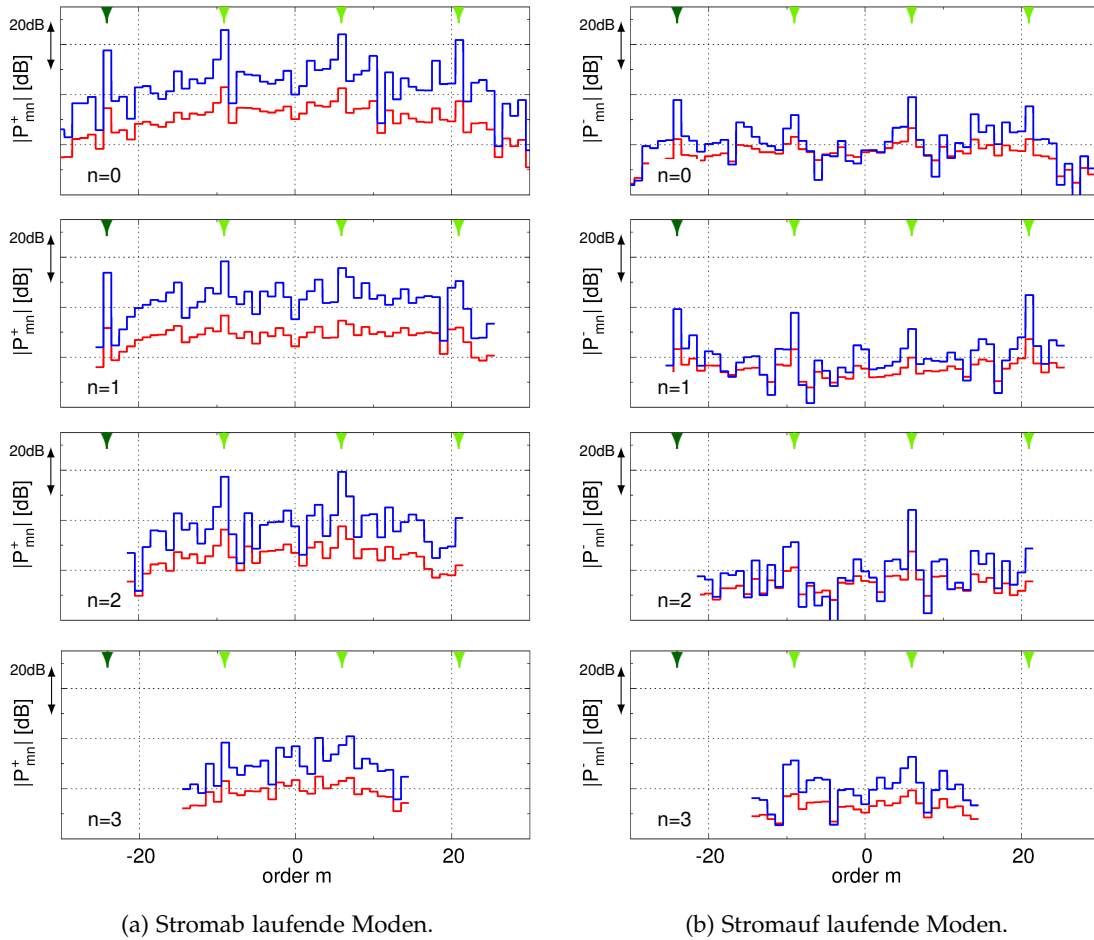 20dB
|P⁺mn| [dB]
n=0
20dB
|P⁺mn| [dB]
n=1
20dB
|P⁺mn| [dB]
n=2
20dB
|P⁺mn| [dB]
n=3
-20 0 20
order m
(a) Stromab laufende Moden.
20dB
|P⁻mn| [dB]
n=0
20dB
|P⁻mn| [dB]
n=1
20dB
|P⁻mn| [dB]
n=2
20dB
|P⁻mn| [dB]
n=3
-20 0 20
order m
(b) Stromauf laufende Moden.